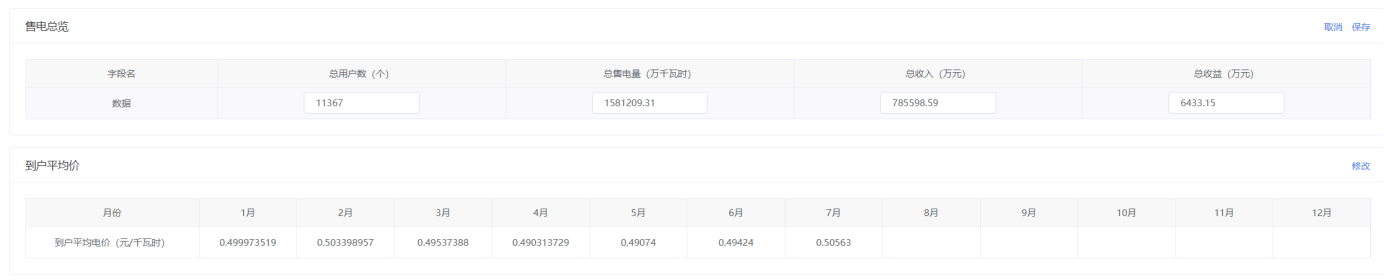 售电总览 取消 保存
字段名 总用户数（个） 总售电量（万千瓦时） 总收入（万元） 总收益（万元）
数据 11367 1581209.31 785598.59 6433.15
到户平均价 修改
月份 1月 2月 3月 4月 5月 6月 7月 8月 9月 10月 11月 12月
到户平均电价（元/千瓦时） 0.499973519 0.503398957 0.49537388 0.490313729 0.49074 0.49424 0.50563